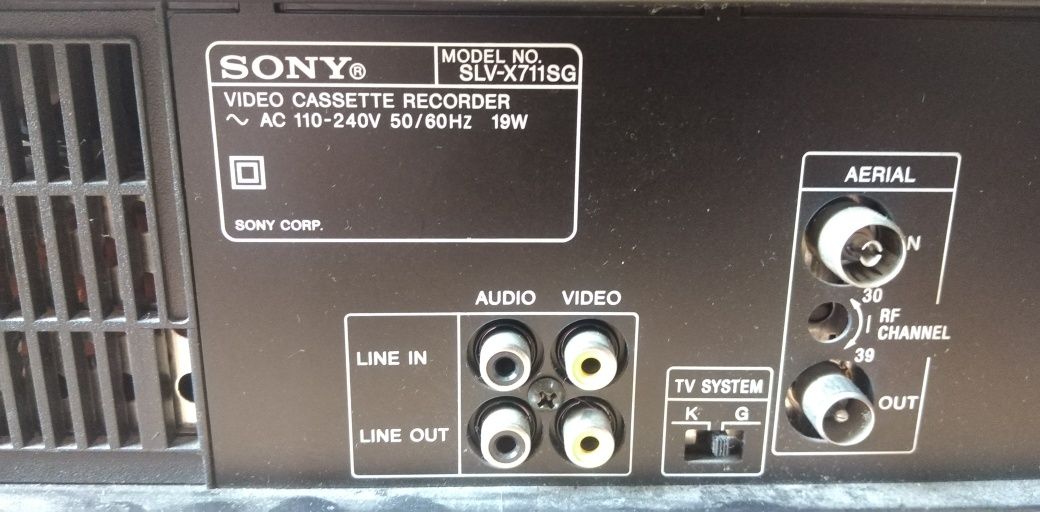 SONY®
MODEL NO.
SLV-X711SG
VIDEO CASSETTE RECORDER
~ AC 110-240V 50/60Hz 19W
SONY CORP.
AERIAL
IN
30
RF
CHANNEL
39
OUT
AUDIO VIDEO
LINE IN
LINE OUT
TV SYSTEM
K G